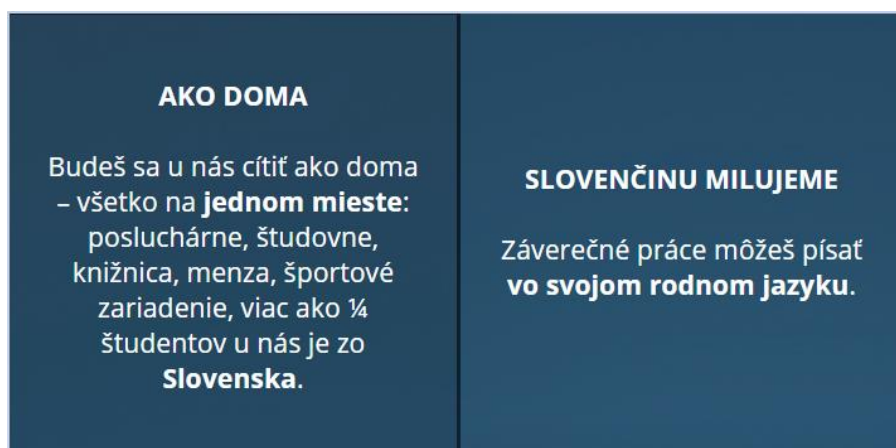 AKO DOMA
Budeš sa u nás cítiť ako doma
– všetko na jednom mieste:
poslucháme, študovne,
knižnica, menza, športové
zariadenie, viac ako ¼
študentov u nás je zo
Slovenska.
SLOVENČINU MILUJEME
Záverečné práce môžeš písať
vo svojom rodnom jazyku.